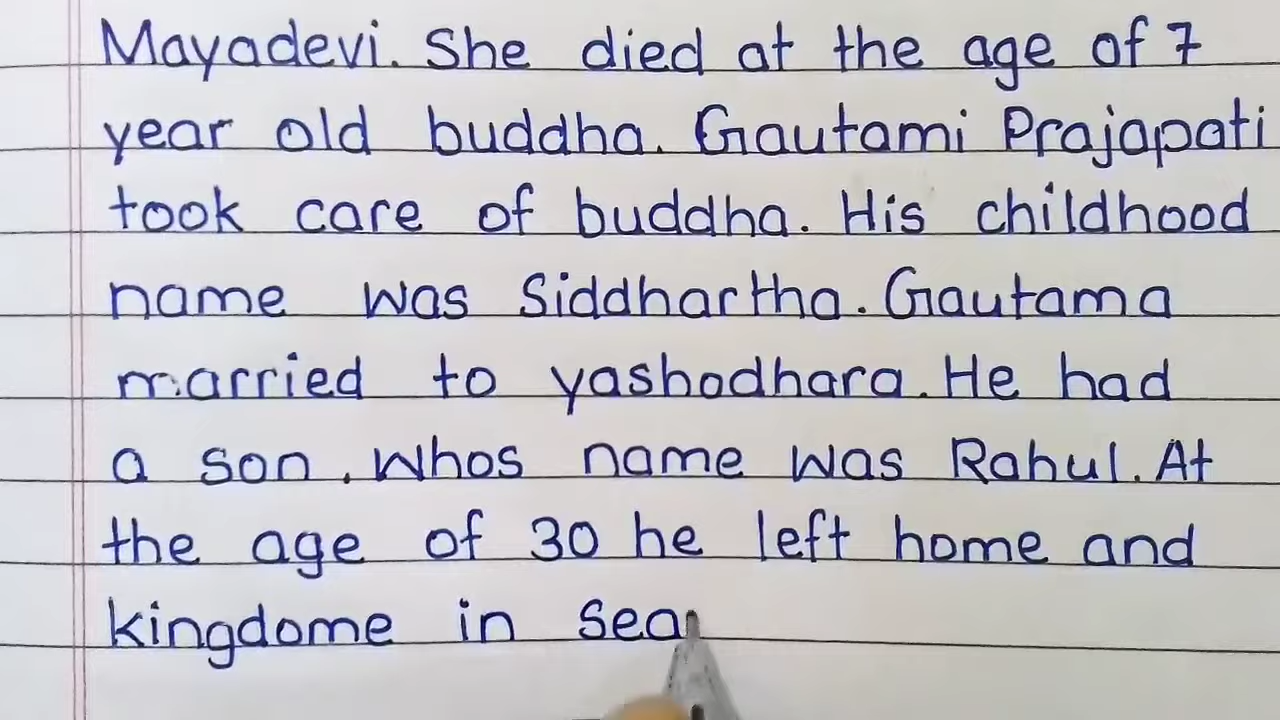 Mayadevi. She died at the age of 7
year old buddha. Gautami Prajapati
took care of buddha. His childhood
name was Siddhartha. Gautama
married to yashodhara. He had
a son, Whos name was Rahul. At
the age of 30 he left home and
kingdome in sea